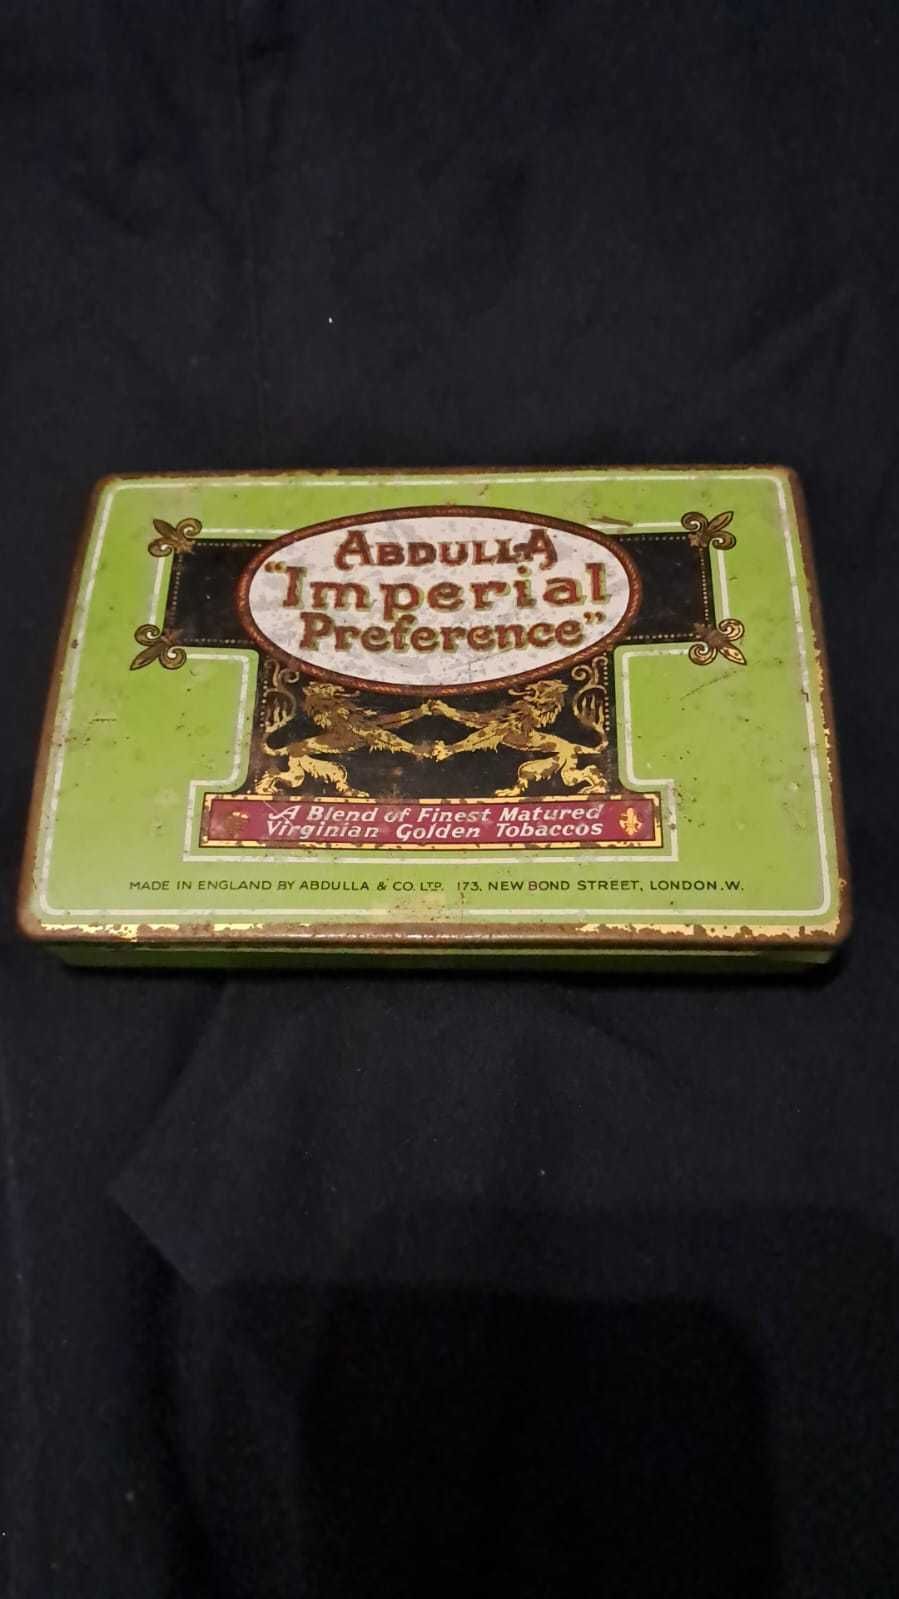 ABDULLA
"Imperial
Preference"
A Blend of Finest Matured
Virginian Golden Tobaccos
MADE IN ENGLAND BY ABDULLA & CO. LTD. 173, NEW BOND STREET, LONDON.W.